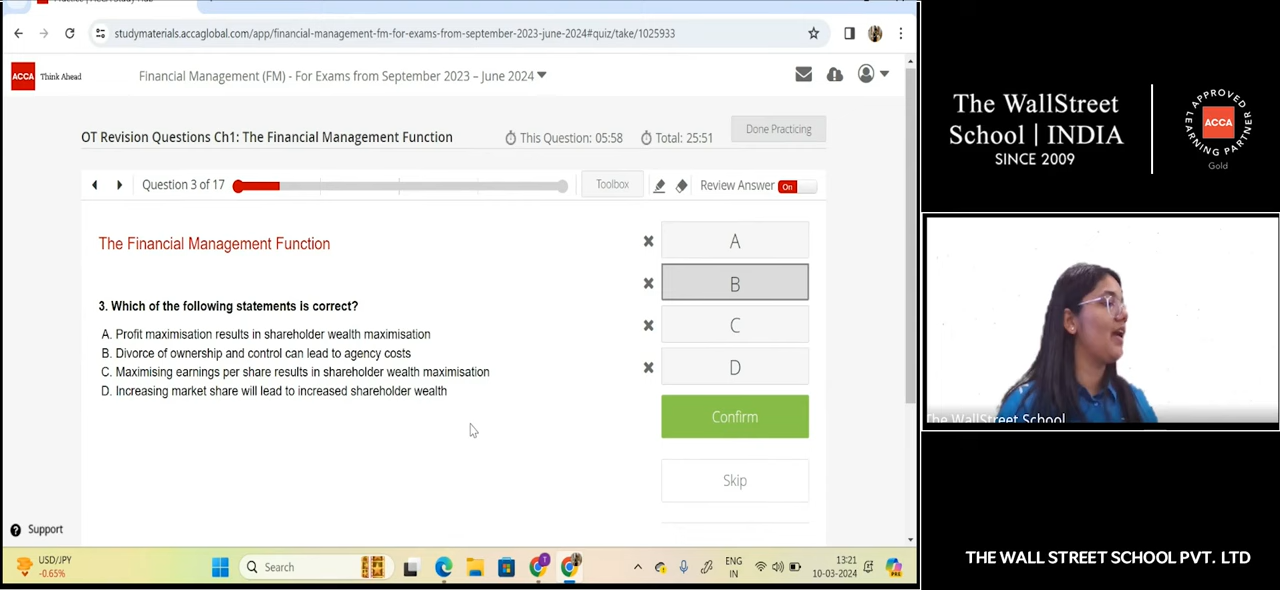 studymaterials.accaglobal.com/app/financial-management-fm-for-exams-from-september-2023-june-2024#quiz/take/1025933
ACCA Think Ahead
Financial Management (FM) - For Exams from September 2023 – June 2024
OT Revision Questions Ch1: The Financial Management Function
This Question: 05:58
Total: 25:51
Done Practicing
Question 3 of 17
Toolbox
Review Answer On
The Financial Management Function
3. Which of the following statements is correct?
A. Profit maximisation results in shareholder wealth maximisation
B. Divorce of ownership and control can lead to agency costs
C. Maximising earnings per share results in shareholder wealth maximisation
D. Increasing market share will lead to increased shareholder wealth
A
B
C
D
Confirm
Skip
Support
USD/JPY
-0.65%
Search
ENG
IN
13:21
10-03-2024
The WallStreet
School | INDIA
SINCE 2009
APPROVED
ACCA
LEARNING PARTNER
Gold
The WallStreet School
THE WALL STREET SCHOOL PVT. LTD